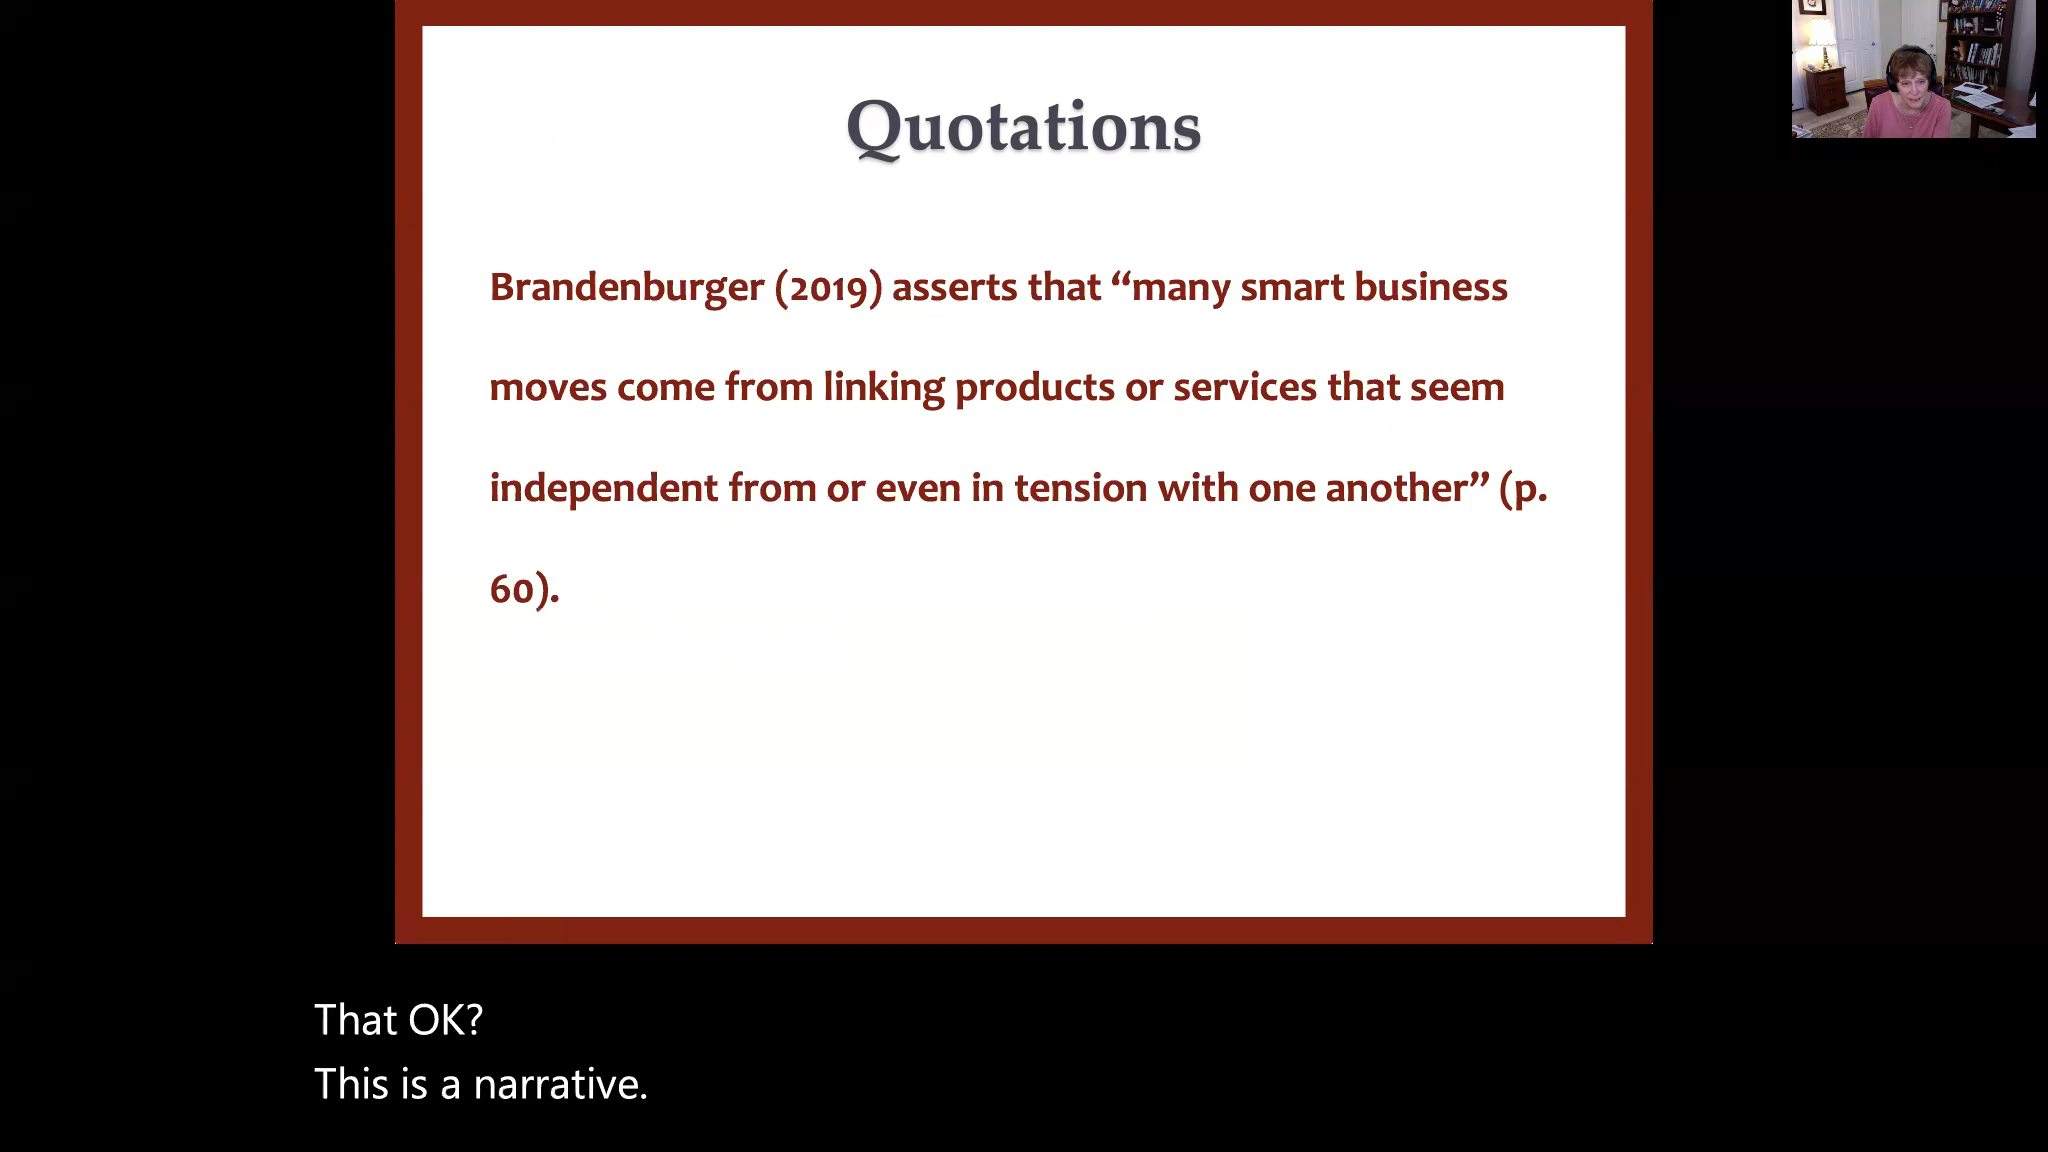 Quotations
Brandenburger (2019) asserts that “many smart business
moves come from linking products or services that seem
independent from or even in tension with one another” (p.
60).
That OK?
This is a narrative.